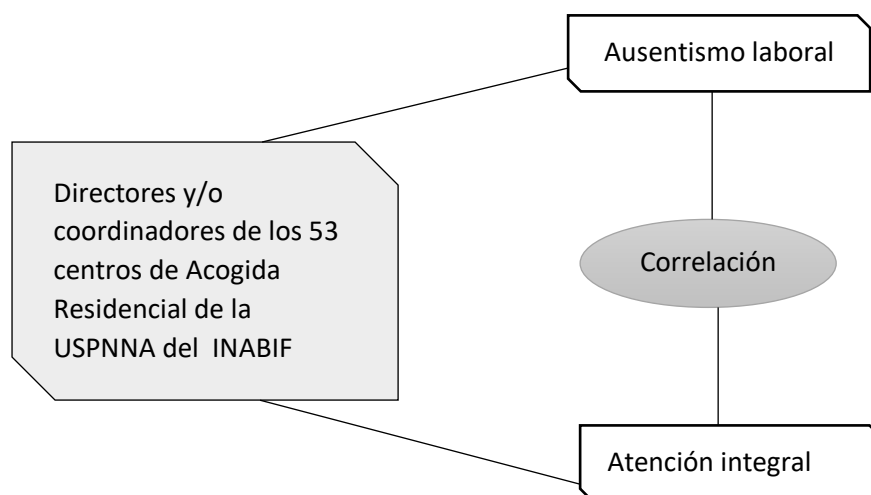 Ausentismo laboral
Directores y/o
coordinadores de los 53
centros de Acogida
Residencial de la
USPNNA del  INABIF
Correlación
Atención integral